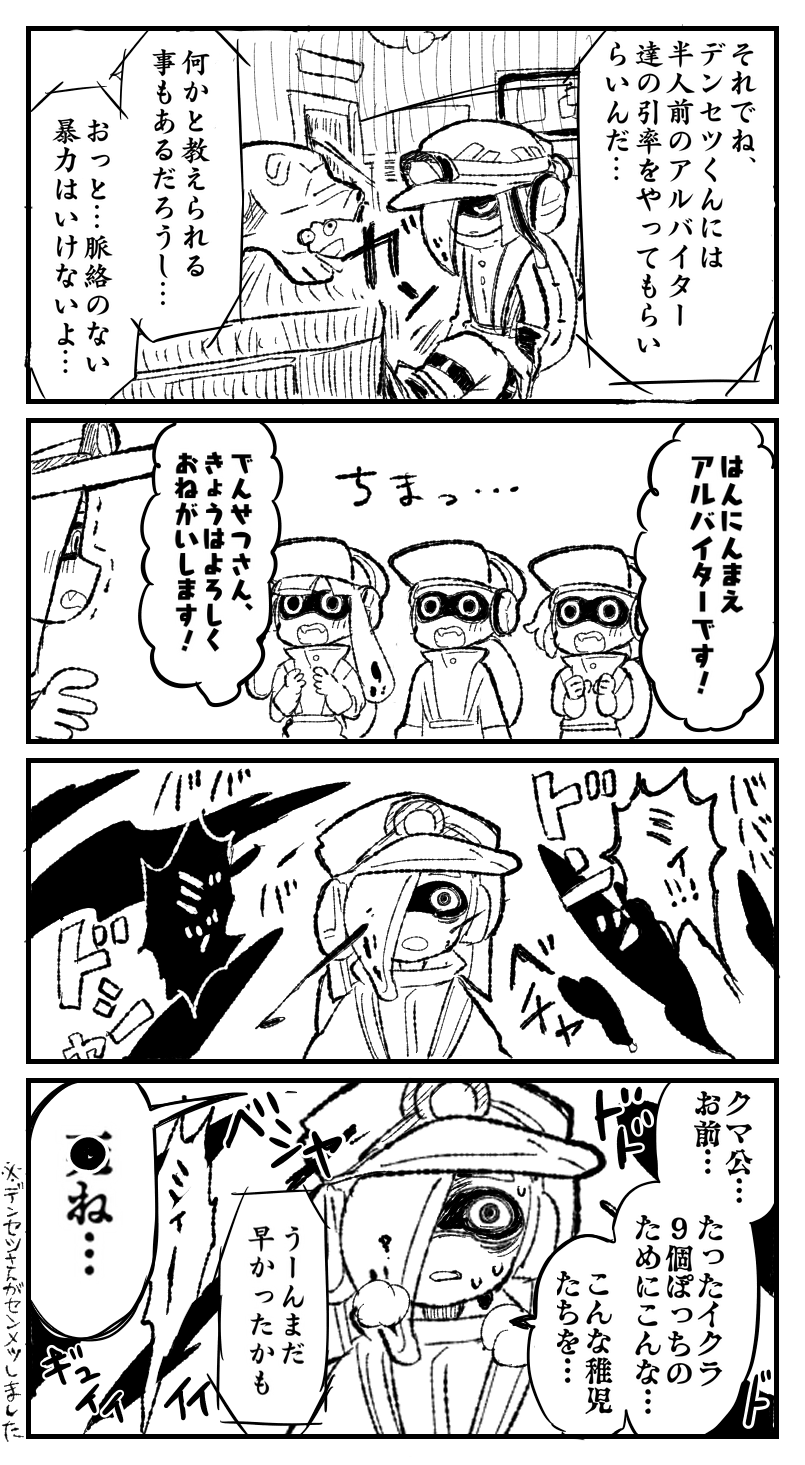 それでね、
デンセツくんには
半人前のアルバイター
達の引率をやってもらい
らいんだ…
何かと教えられる
事もあるだろうし…
おっと…脈絡のない
暴力はいけないよ…
ガン
はんにんまえ
アルバイターです!
ちまっ…
でんせつさん、
きょうはよろしく
おねがいします!
ババ
ミィ!!!
ドンッ
バババ
ミ゛ッ
ドシャ
ベメャ
クマ公…
お前…
たったイクラ
9個ぽっちの
ためにこんな…
こんな稚児
たちを…
ドド
ド
ベシャ
うーんまだ
早かったかも
ミィ
ギュイイイ
ね…
※デンセツさんがセンメツしました